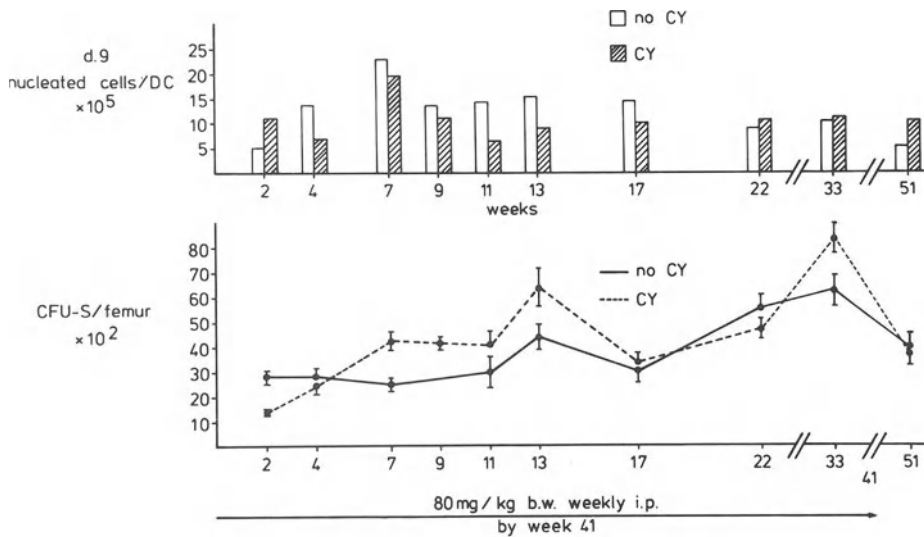 no CY
CY
d.9
nucleated cells/DC
×10⁵
25
20
15
10
5
2 4 7 9 11 13 17 22 33 51
weeks
80
70
60
50
40
30
20
10
no CY
CY
CFU-S/femur
×10²
2 4 7 9 11 13 17 22 33 51
41
80mg/kg b.w. weekly i.p.
by week 41